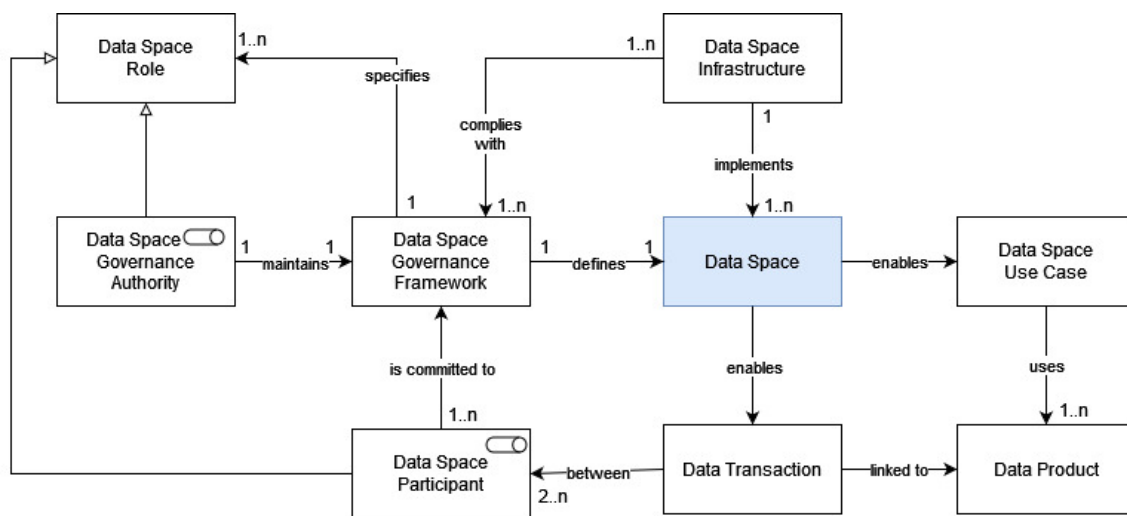 Data Space
Role
1..n
specifies
1
1..n
Data Space
Infrastructure
1
complies
with
1..n
implements
1..n
Data Space
Governance
Authority
1
maintains
1
Data Space
Governance
Framework
1
defines
1
Data Space
enables
Data Space
Use Case
is committed to
1..n
enables
uses
1..n
Data Space
Participant
between
2..n
Data Transaction
linked to
Data Product